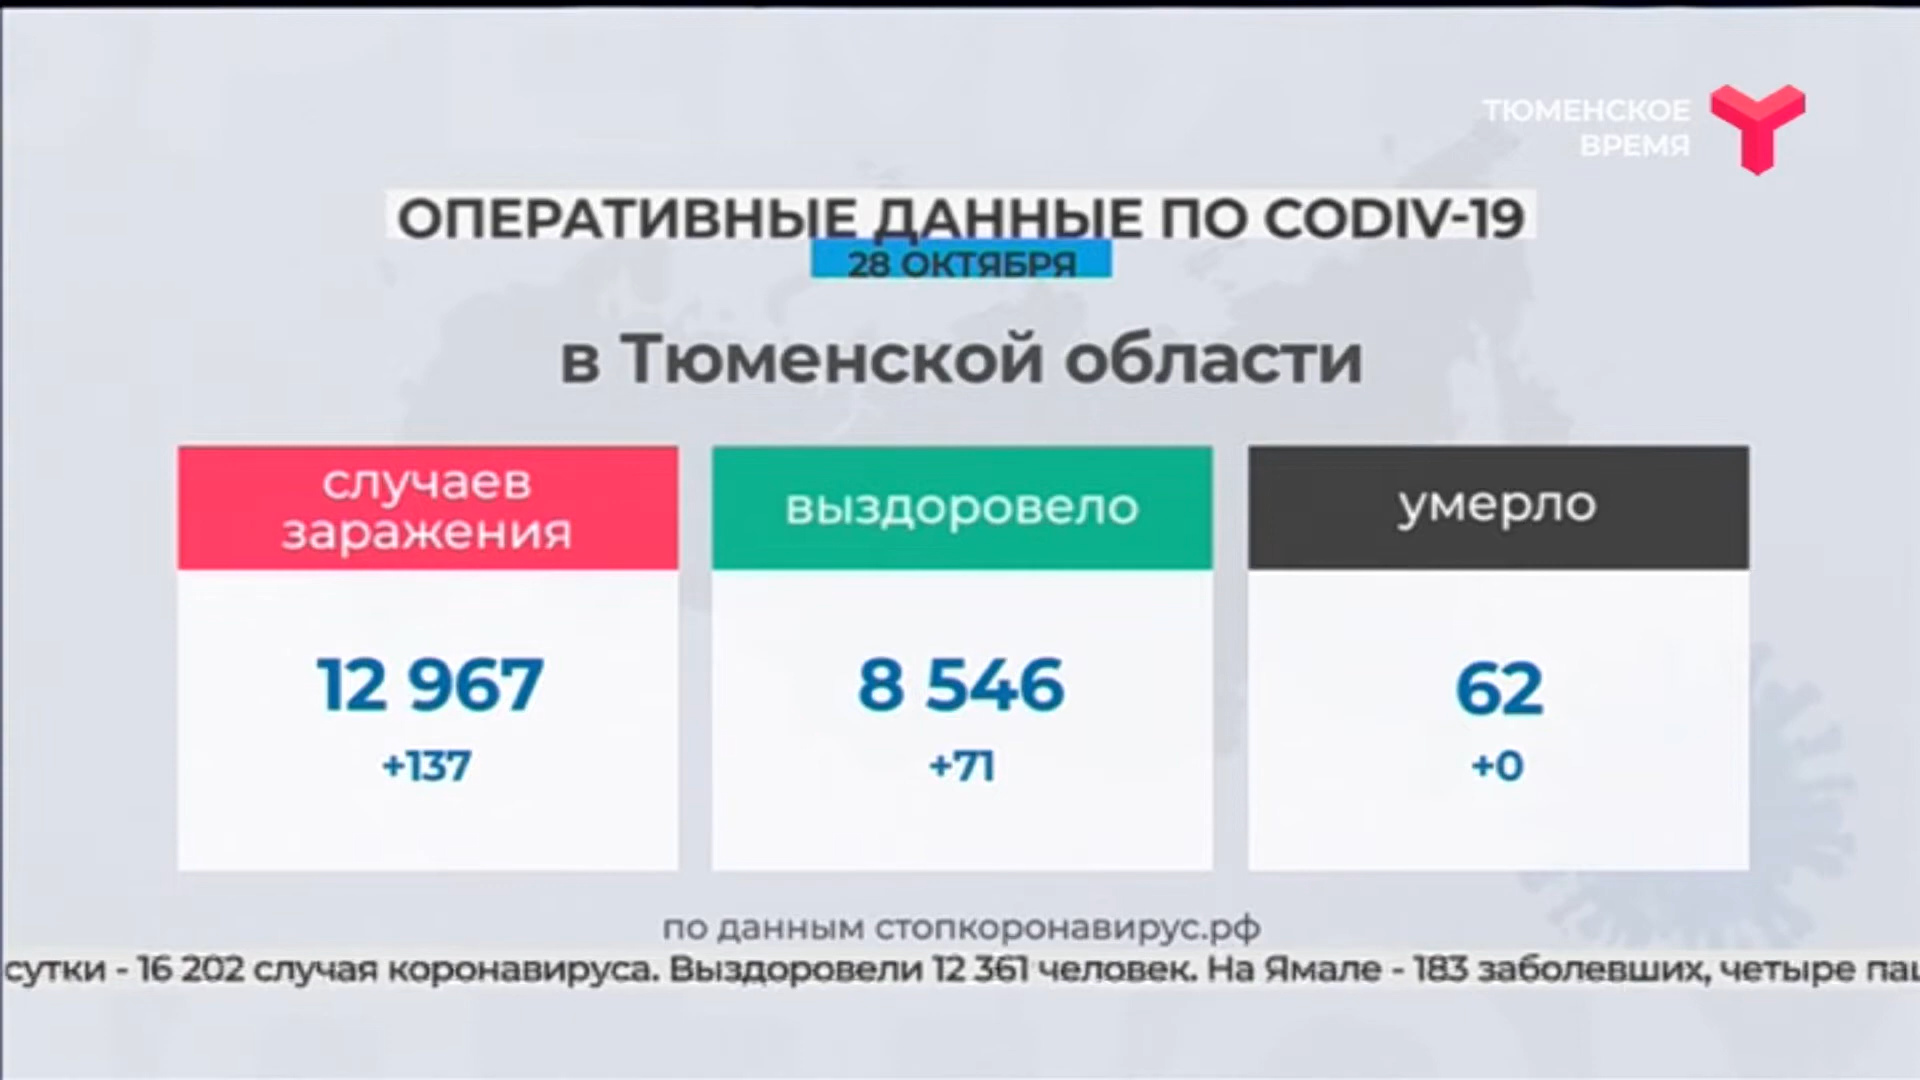 ТЮМЕНСКОЕ
ВРЕМЯ
ОПЕРАТИВНЫЕ ДАННЫЕ ПО CODIV-19
28 ОКТЯБРЯ
в Тюменской области
случаев
заражения
12 967
+137
выздоровело
8 546
+71
умерло
62
+0
по данным стопкоронавирус.рф
сутки - 16 202 случая коронавируса. Выздоровели 12 361 человек. На Ямале - 183 заболевших, четыре